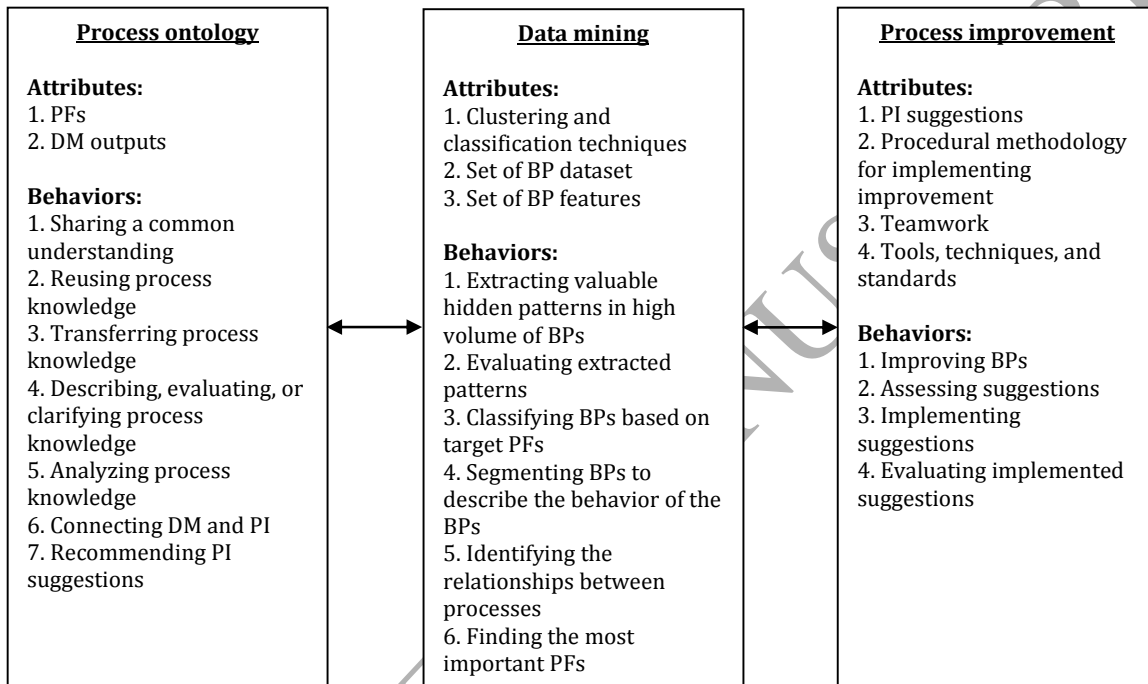 Process ontology
Attributes:
1. PFs
2. DM outputs
Behaviors:
1. Sharing a common
understanding
2. Reusing process
knowledge
3. Transferring process
knowledge
4. Describing, evaluating, or
clarifying process
knowledge
5. Analyzing process
knowledge
6. Connecting DM and PI
7. Recommending PI
suggestions
Data mining
Attributes:
1. Clustering and
classification techniques
2. Set of BP dataset
3. Set of BP features
Behaviors:
1. Extracting valuable
hidden patterns in high
volume of BPs
2. Evaluating extracted
patterns
3. Classifying BPs based on
target PFs
4. Segmenting BPs to
describe the behavior of the
BPs
5. Identifying the
relationships between
processes
6. Finding the most
important PFs
Process improvement
Attributes:
1. PI suggestions
2. Procedural methodology
for implementing
improvement
3. Teamwork
4. Tools, techniques, and
standards
Behaviors:
1. Improving BPs
2. Assessing suggestions
3. Implementing
suggestions
4. Evaluating implemented
suggestions